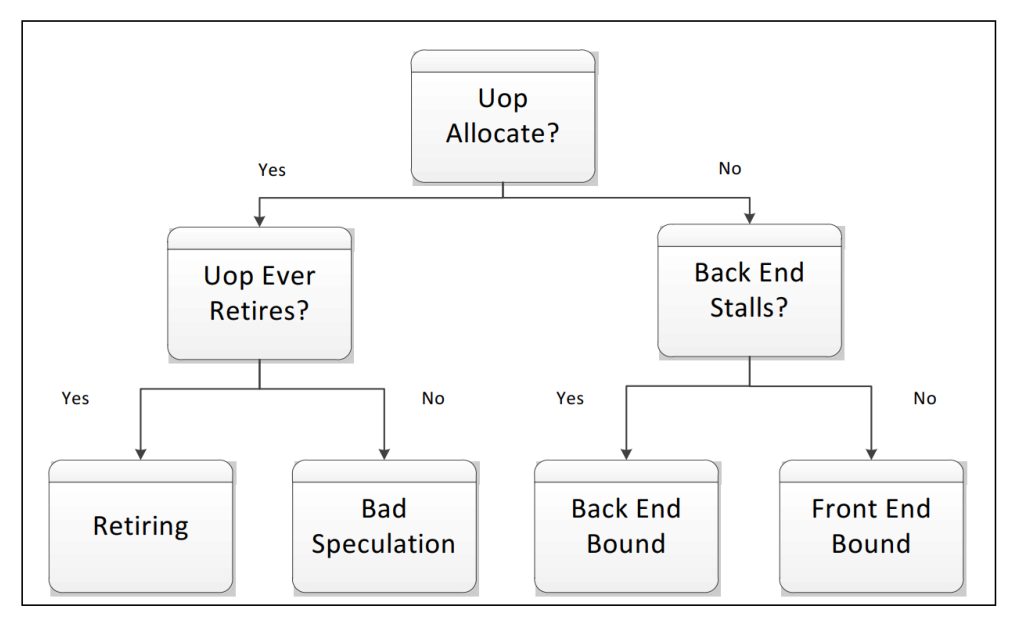 Uop
Allocate?
Yes
No
Uop Ever
Retires?
Back End
Stalls?
Yes
No
Yes
No
Retiring
Bad
Speculation
Back End
Bound
Front End
Bound